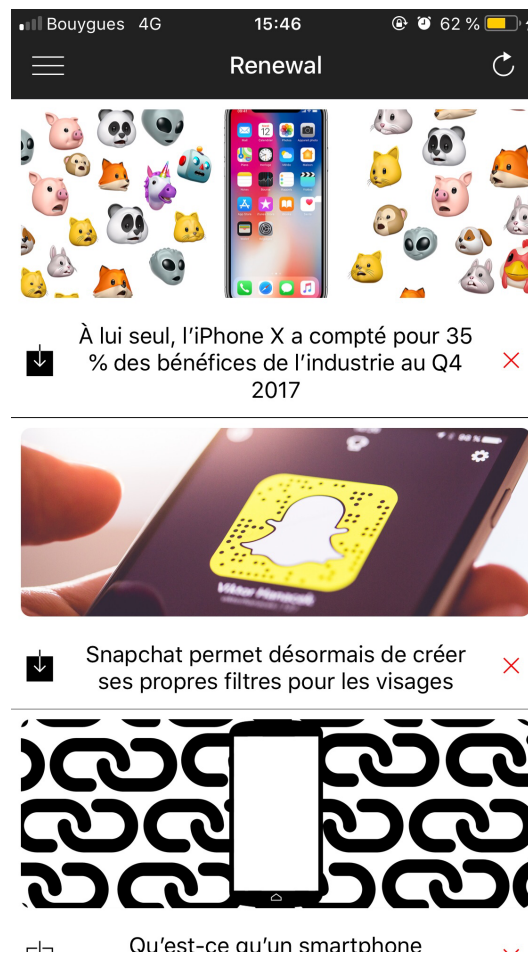 Bouygues 4G 15:46 62 %
Renewal
À lui seul, l’iPhone X a compté pour 35
% des bénéfices de l’industrie au Q4
2017
Snapchat permet désormais de créer
ses propres filtres pour les visages
Qu’est-ce qu’un smartphone